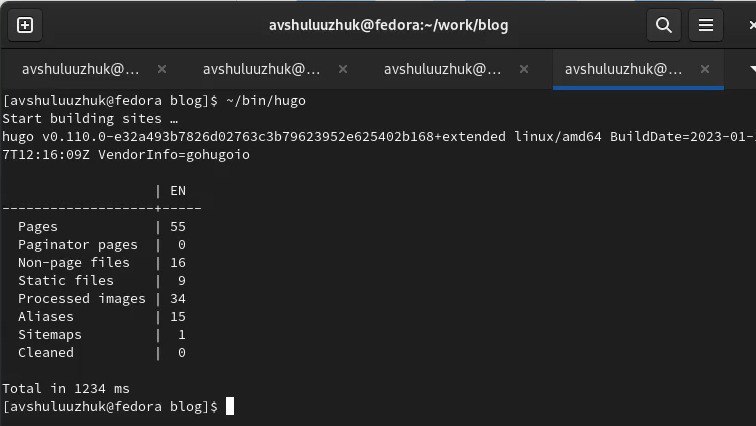 avshuluuzhuk@fedora:~/work/blog
avshuluuzhuk@... avshuluuzhuk@... avshuluuzhuk@... avshuluuzhuk@...
[avshuluuzhuk@fedora blog]$ ~/bin/hugo
Start building sites …
hugo v0.110.0-e32a493b7826d02763c3b79623952e625402b168+extended linux/amd64 BuildDate=2023-01-
7T12:16:09Z VendorInfo=gohugoio
                   | EN
-------------------+-----
  Pages            | 55
  Paginator pages  |  0
  Non-page files   | 16
  Static files     |  9
  Processed images | 34
  Aliases          | 15
  Sitemaps         |  1
  Cleaned          |  0
Total in 1234 ms
[avshuluuzhuk@fedora blog]$